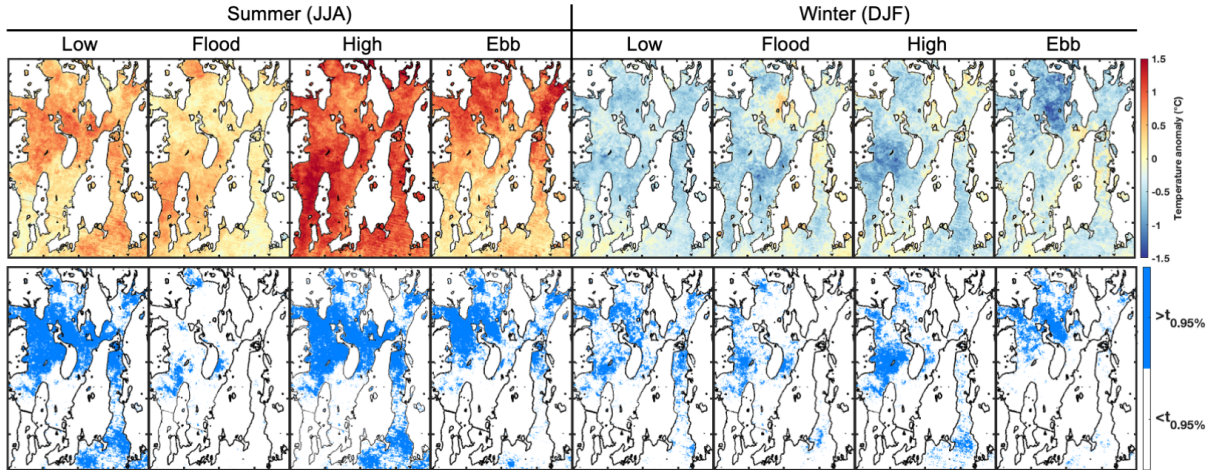 Summer (JJA) Winter (DJF)
Low Flood High Ebb Low Flood High Ebb
1.5
1
0.5
0
-0.5
-1
-1.5
Temperature anomaly (°C)
>t0.95%
<t0.95%